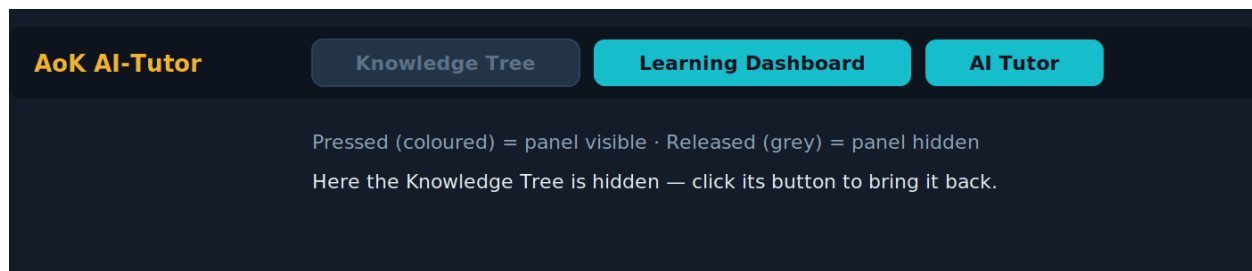 AoK AI-Tutor Knowledge Tree Learning Dashboard AI Tutor
Pressed (coloured) = panel visible · Released (grey) = panel hidden
Here the Knowledge Tree is hidden — click its button to bring it back.